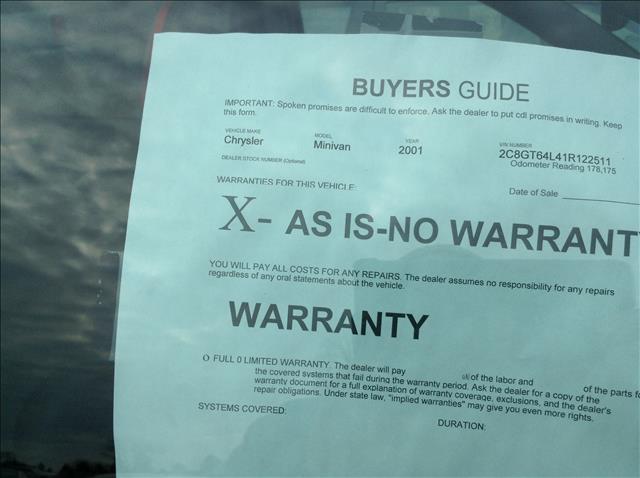 BUYERS GUIDE
IMPORTANT: Spoken promises are difficult to enforce. Ask the dealer to put cdl promises in writing. Keep
this form.
VEHICLE MAKE MODEL YEAR VIN NUMBER
Chrysler Minivan 2001 2C8GT64L41R122511
DEALER STOCK NUMBER (Optional) Odometer Reading 178,175
WARRANTIES FOR THIS VEHICLE:
Date of Sale
X- AS IS-NO WARRANT
YOU WILL PAY ALL COSTS FOR ANY REPAIRS. The dealer assumes no responsibility for any repairs
regardless of any oral statements about the vehicle.
WARRANTY
O FULL 0 LIMITED WARRANTY. The dealer will pay of the labor and of the parts fo
the covered systems that fail during the warranty period. Ask the dealer for a copy of the
warranty document for a full explanation of warranty coverage, exclusions, and the dealer's
repair obligations. Under state law, "implied warranties" may give you even more rights.
SYSTEMS COVERED: DURATION: